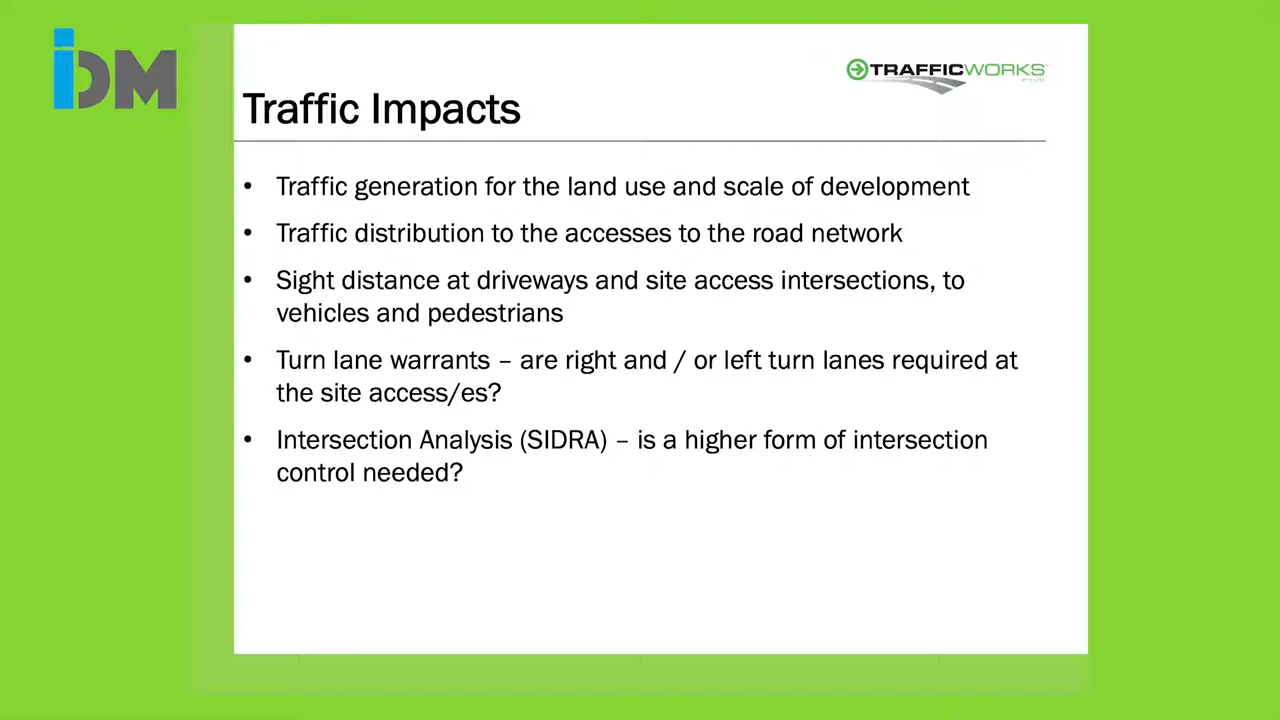 iDM
TRAFFICWORKS
Traffic Impacts
• Traffic generation for the land use and scale of development
• Traffic distribution to the accesses to the road network
• Sight distance at driveways and site access intersections, to
vehicles and pedestrians
• Turn lane warrants – are right and / or left turn lanes required at
the site access/es?
• Intersection Analysis (SIDRA) – is a higher form of intersection
control needed?